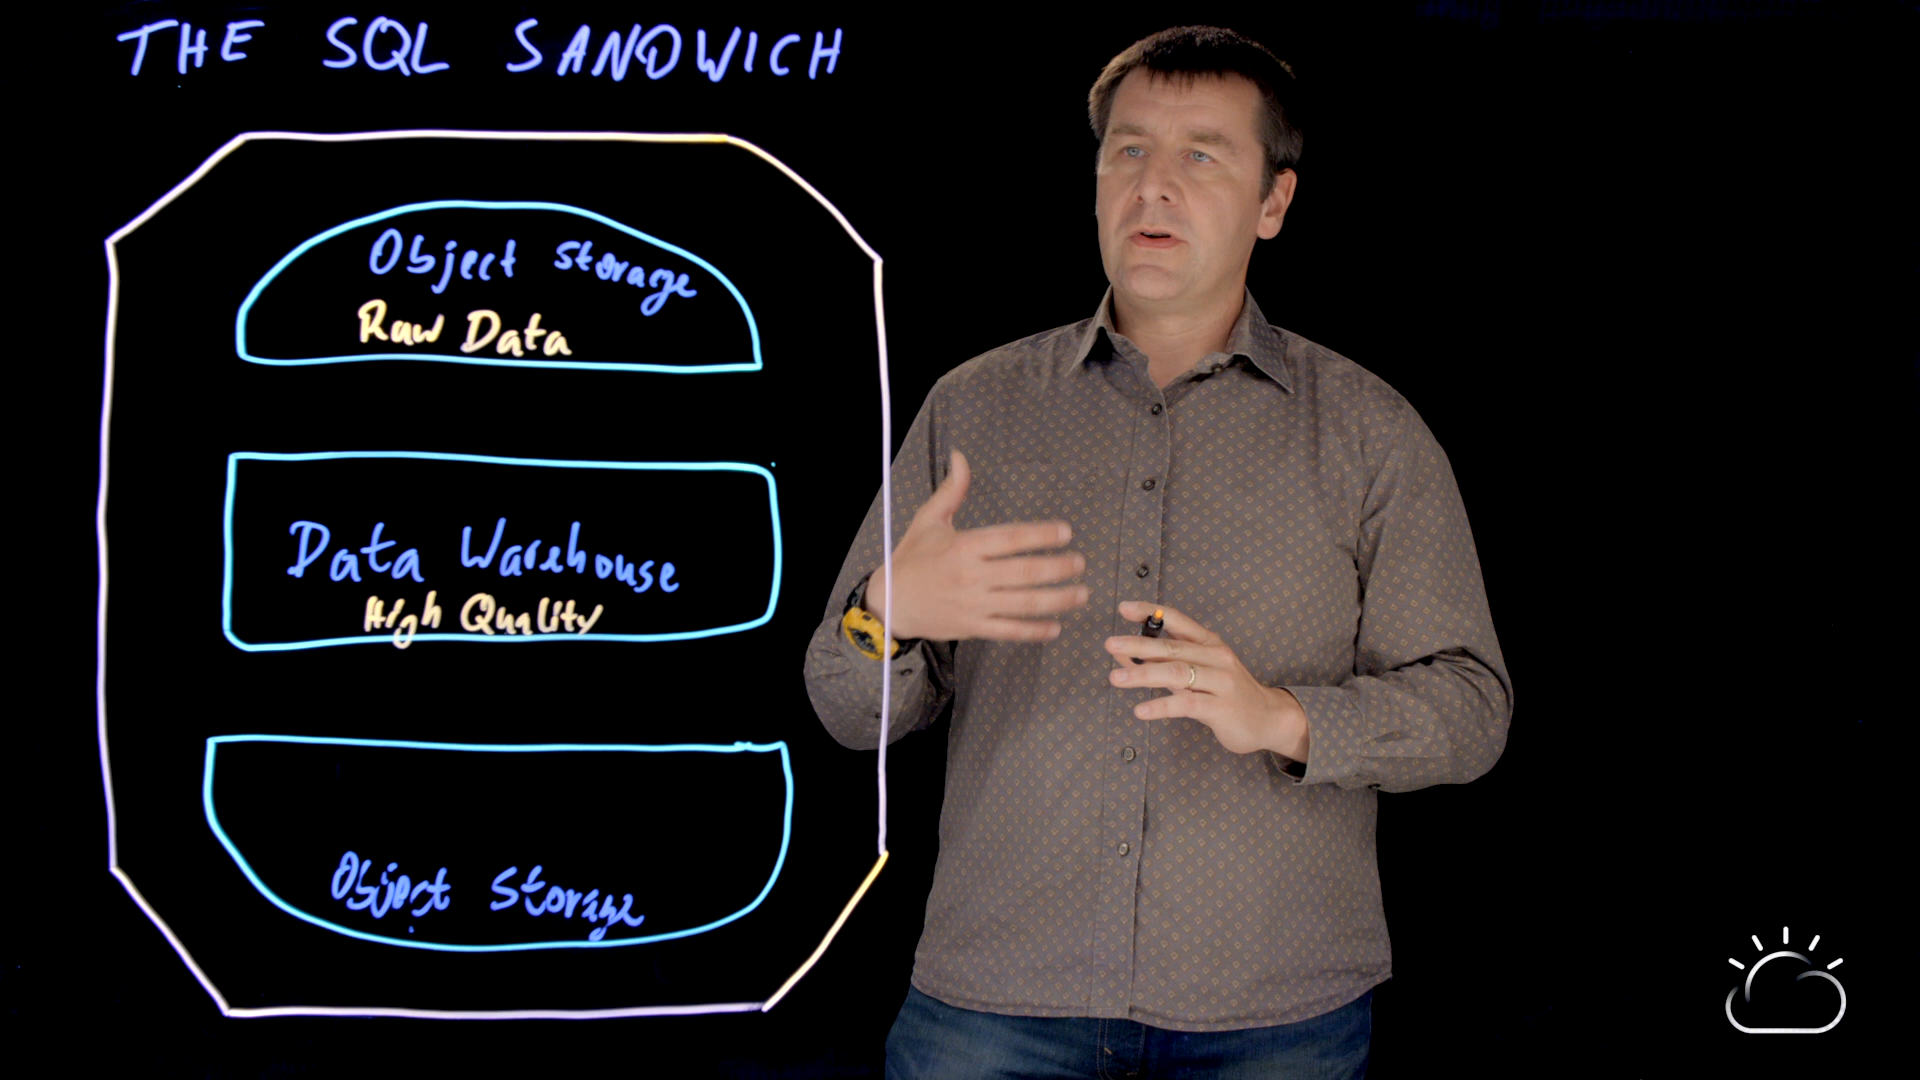 THE SQL SANDWICH
Object Storage
Raw Data
Data Warehouse
High Quality
Object Storage